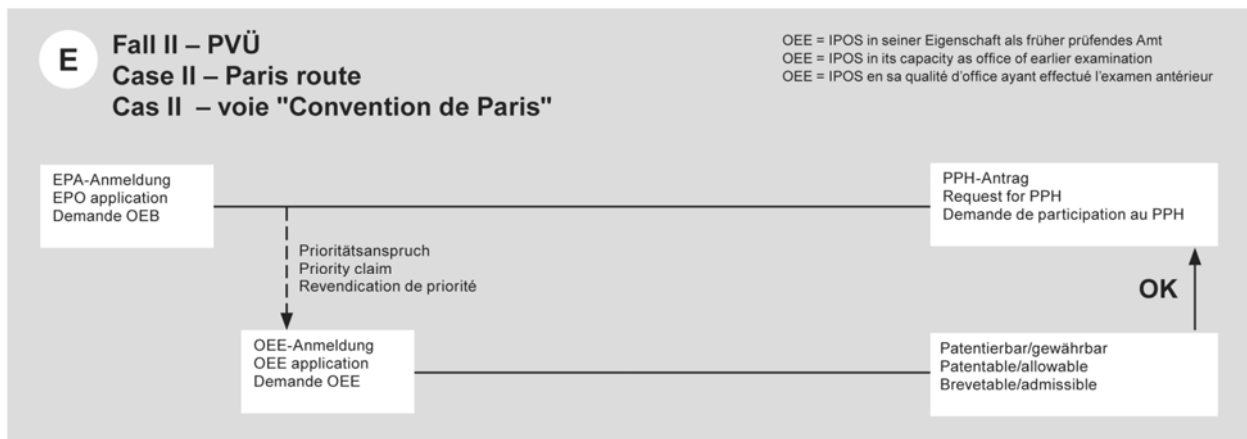 E
Fall II – PVÜ
Case II – Paris route
Cas II – voie "Convention de Paris"
OEE = IPOS in seiner Eigenschaft als früher prüfendes Amt
OEE = IPOS in its capacity as office of earlier examination
OEE = IPOS en sa qualité d'office ayant effectué l'examen antérieur
EPA-Anmeldung
EPO application
Demande OEB
PPH-Antrag
Request for PPH
Demande de participation au PPH
Prioritätsanspruch
Priority claim
Revendication de priorité
OK
OEE-Anmeldung
OEE application
Demande OEE
Patentierbar/gewährbar
Patentable/allowable
Brevetable/admissible